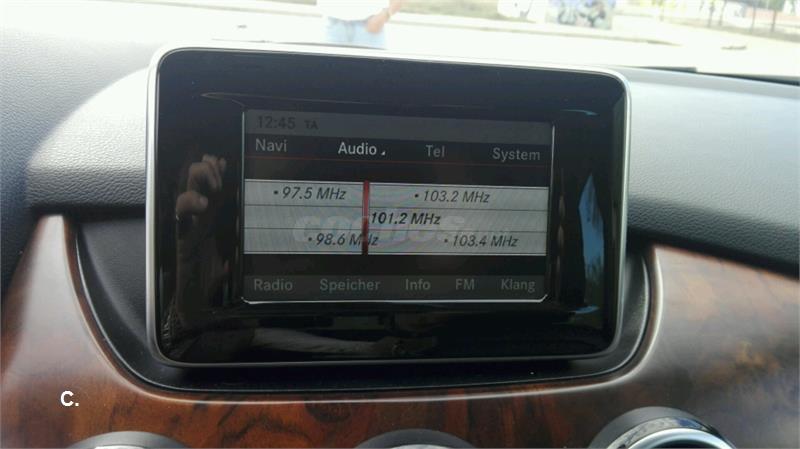 12:45 TA
Navi Audio Tel System
• 97.5 MHz • 103.2 MHz
101.2 MHz
• 98.6 MHz • 103.4 MHz
Radio Speicher Info FM Klang
C.